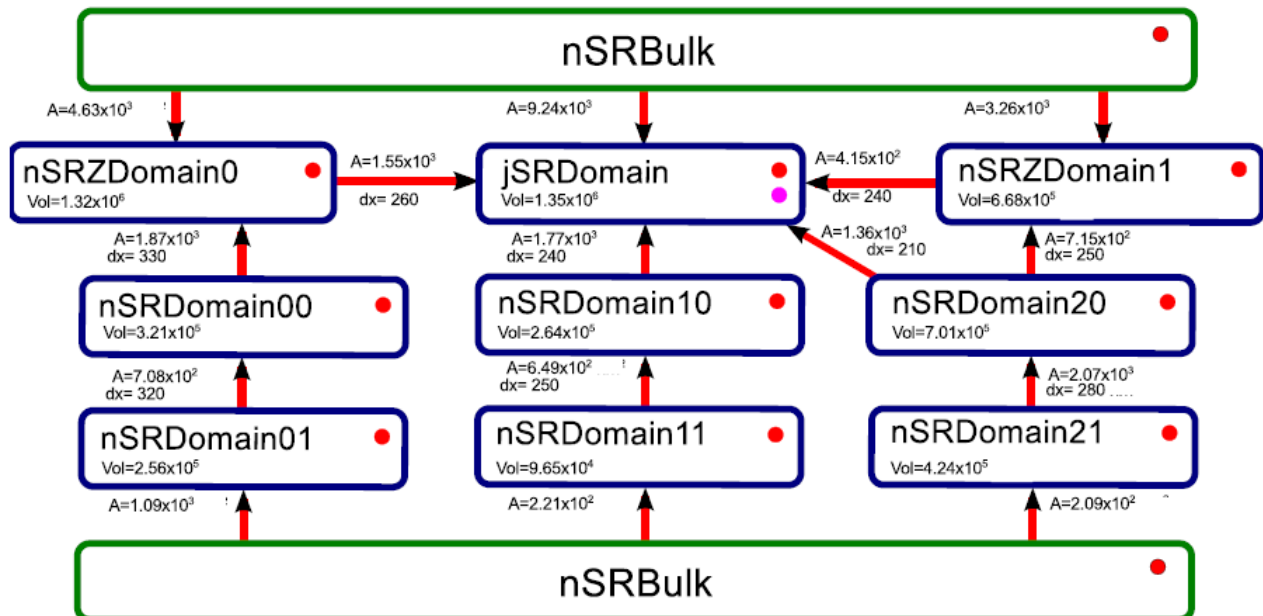 nSRBulk
A=4.63x10³
A=9.24x10³
A=3.26x10³
nSRZDomain0
Vol=1.32x10⁶
A=1.55x10³
dx= 260
jSRDomain
Vol=1.35x10⁶
A=4.15x10²
dx= 240
nSRZDomain1
Vol=6.68x10⁵
A=1.87x10³
dx= 330
A=1.77x10³
dx= 240
A=1.36x10³
dx= 210
A=7.15x10²
dx= 250
nSRDomain00
Vol=3.21x10⁵
nSRDomain10
Vol=2.64x10⁵
nSRDomain20
Vol=7.01x10⁵
A=7.08x10²
dx= 320
A=6.49x10²
dx= 250
A=2.07x10³
dx= 280
nSRDomain01
Vol=2.56x10⁵
nSRDomain11
Vol=9.65x10⁴
nSRDomain21
Vol=4.24x10⁵
A=1.09x10³
A=2.21x10²
A=2.09x10²
nSRBulk